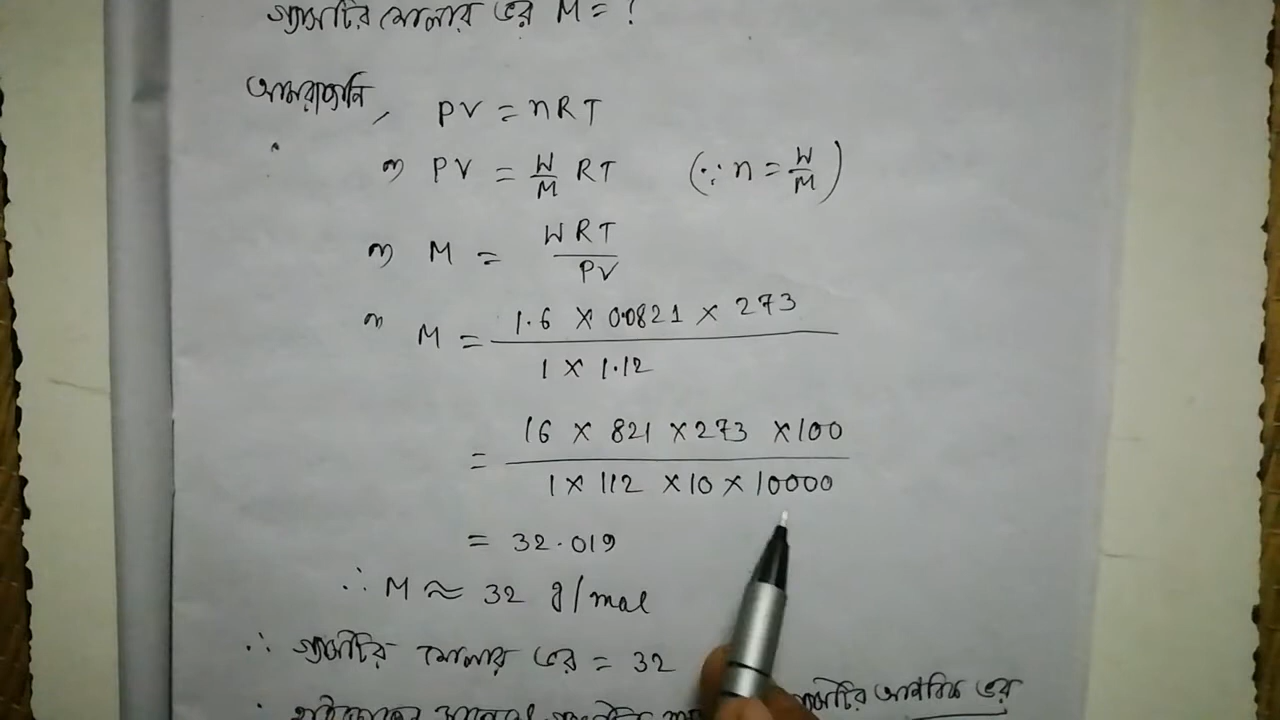 গ্যাসটির মোলার ভর M = ?
আমরাজানি, PV = nRT
বা PV = W/M RT (∵ n = W/M)
বা M = WRT/PV
বা M = 1.6 × 0.0821 × 273 / 1 × 1.12
= 16 × 821 × 273 × 100 / 1 × 112 × 10 × 10000
= 32.019
∴ M ≈ 32 g/mol
∴ গ্যাসটির মোলার ভর = 32
গ্যাসটির আণবিক ভর